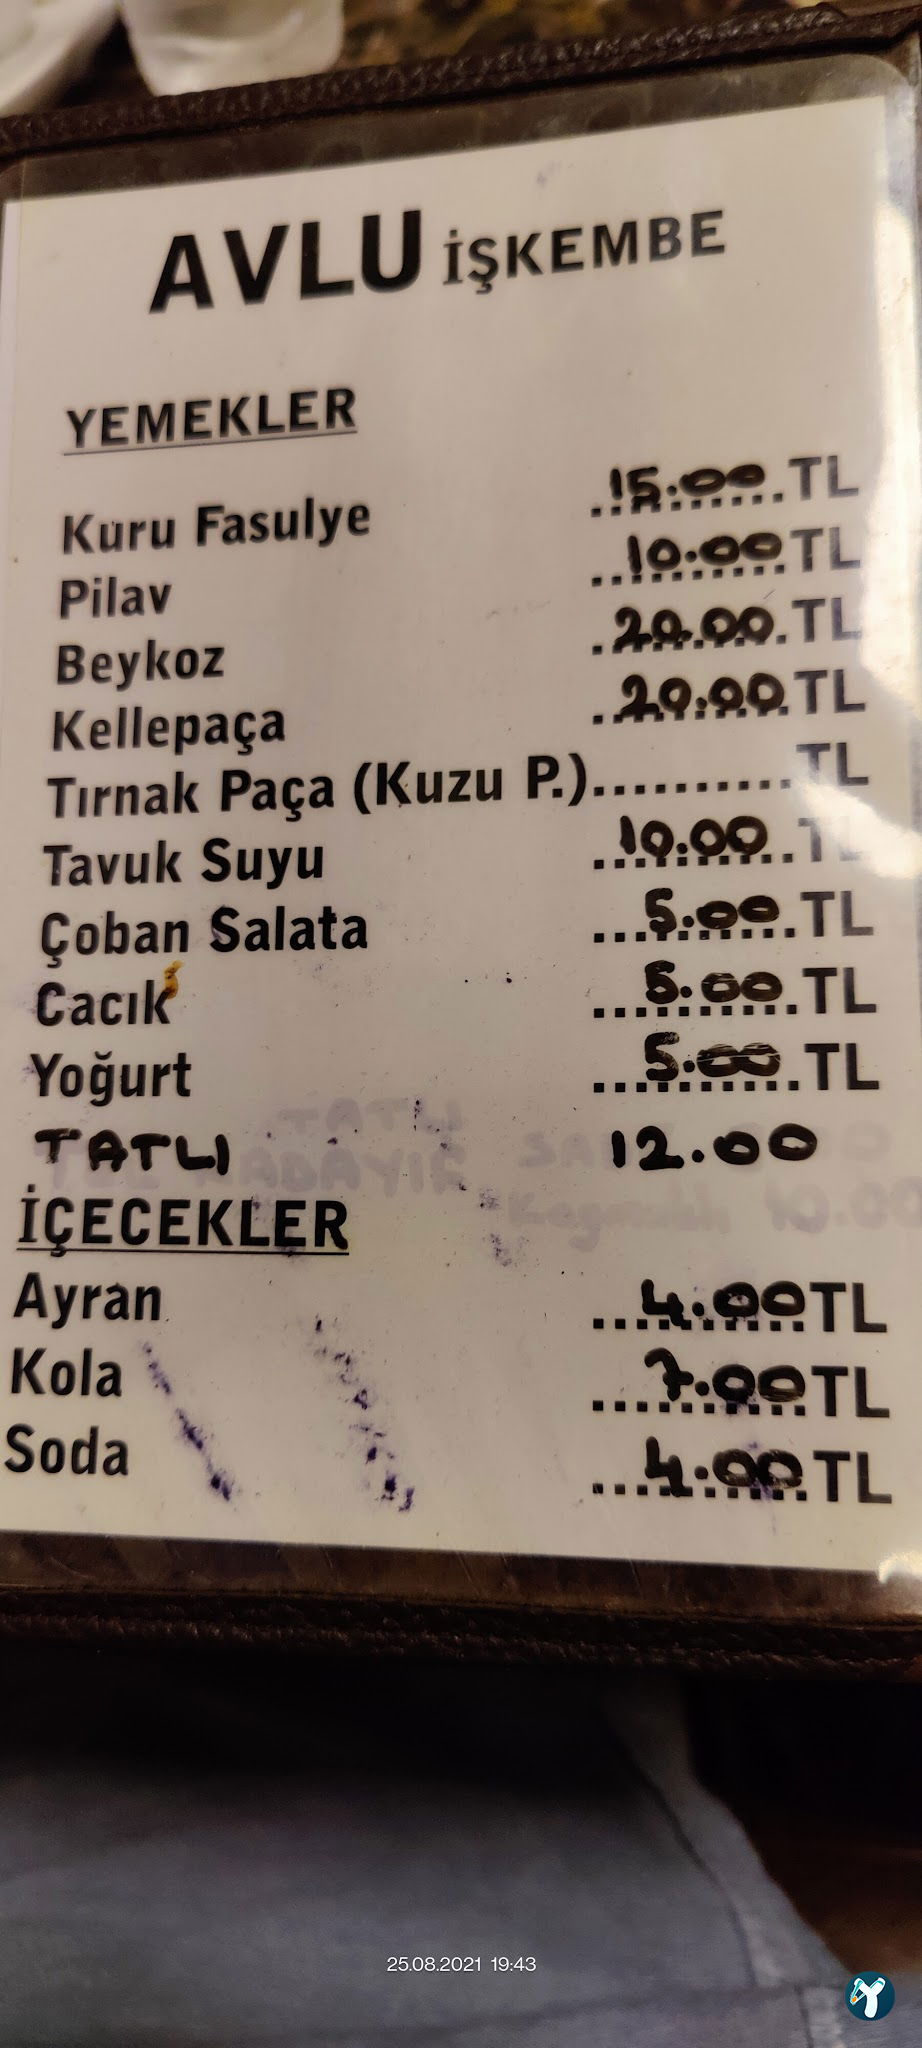 AVLU İŞKEMBE
YEMEKLER
Kuru Fasulye ..15.00..TL
Pilav ..10.00..TL
Beykoz .20.00.TL
Kellepaça ..20.00.TL
Tırnak Paça (Kuzu P.)..........TL
Tavuk Suyu ..10.00..TL
Çoban Salata ...5.00..TL
Cacık ...5.00..TL
Yoğurt ...5.00..TL
TATLI 12.00
İÇECEKLER
Ayran ...4.00TL
Kola ...7.00TL
Soda ...4.00TL
25.08.2021 19:43